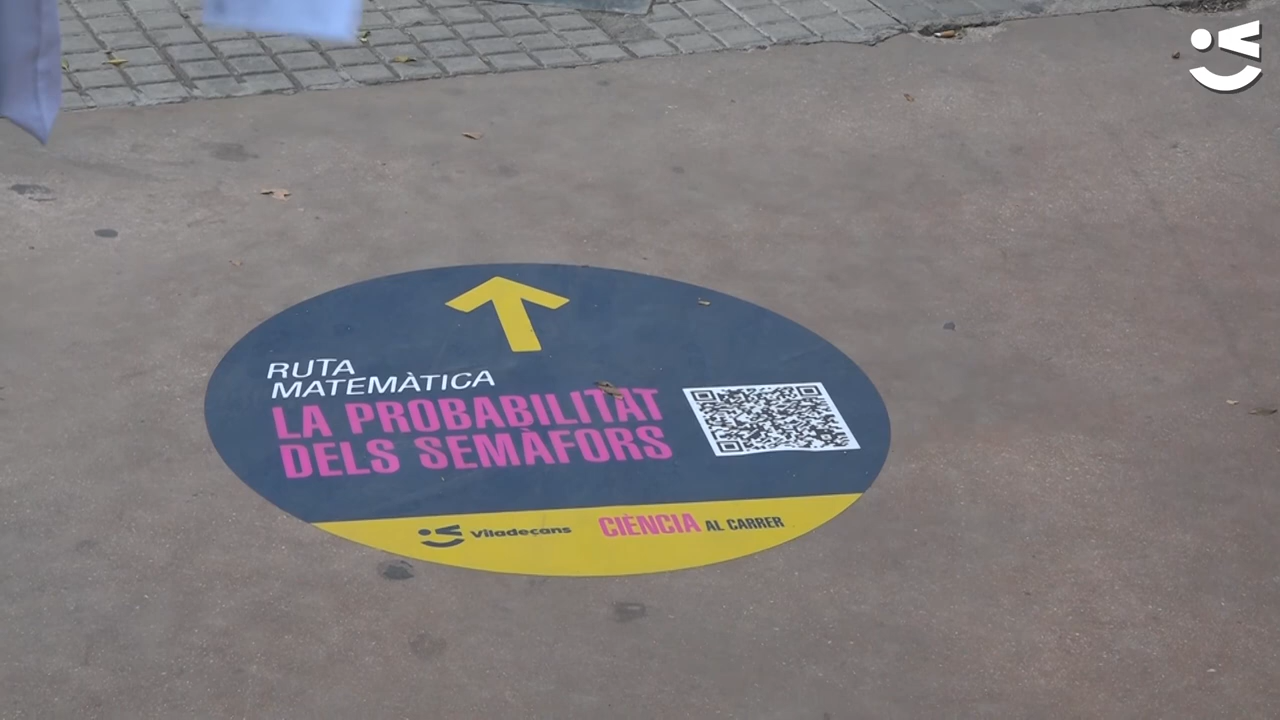 RUTA
MATEMÀTICA
LA PROBABILITAT
DELS SEMÀFORS
Viladecans CIÈNCIA AL CARRER